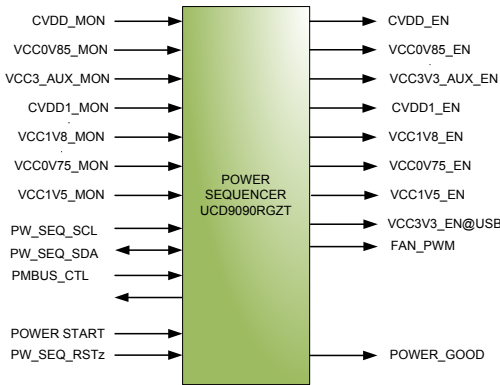 CVDD_MON
VCC0V85_MON
VCC3_AUX_MON
CVDD1_MON
VCC1V8_MON
VCC0V75_MON
VCC1V5_MON
PW_SEQ_SCL
PW_SEQ_SDA
PMBUS_CTL
POWER START
PW_SEQ_RSTz
POWER
SEQUENCER
UCD9090RGZT
CVDD_EN
VCC0V85_EN
VCC3V3_AUX_EN
CVDD1_EN
VCC1V8_EN
VCC0V75_EN
VCC1V5_EN
VCC3V3_EN@USB
FAN_PWM
POWER_GOOD